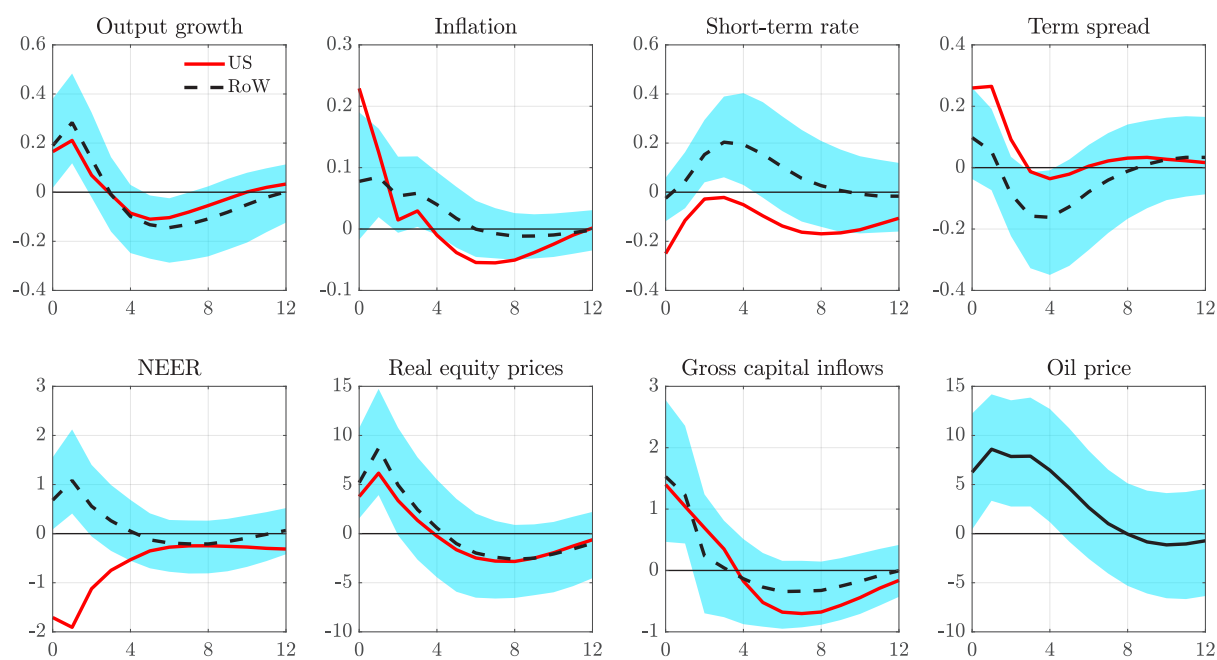 Output growth
Inflation
Short-term rate
Term spread
0.6
0.4
0.2
0
-0.2
-0.4
0 4 8 12
US
RoW
0.3
0.2
0.1
0
-0.1
0 4 8 12
0.6
0.4
0.2
0
-0.2
-0.4
0 4 8 12
0.4
0.2
0
-0.2
-0.4
0 4 8 12
NEER
Real equity prices
Gross capital inflows
Oil price
3
2
1
0
-1
-2
0 4 8 12
15
10
5
0
-5
-10
0 4 8 12
3
2
1
0
-1
0 4 8 12
15
10
5
0
-5
-10
0 4 8 12